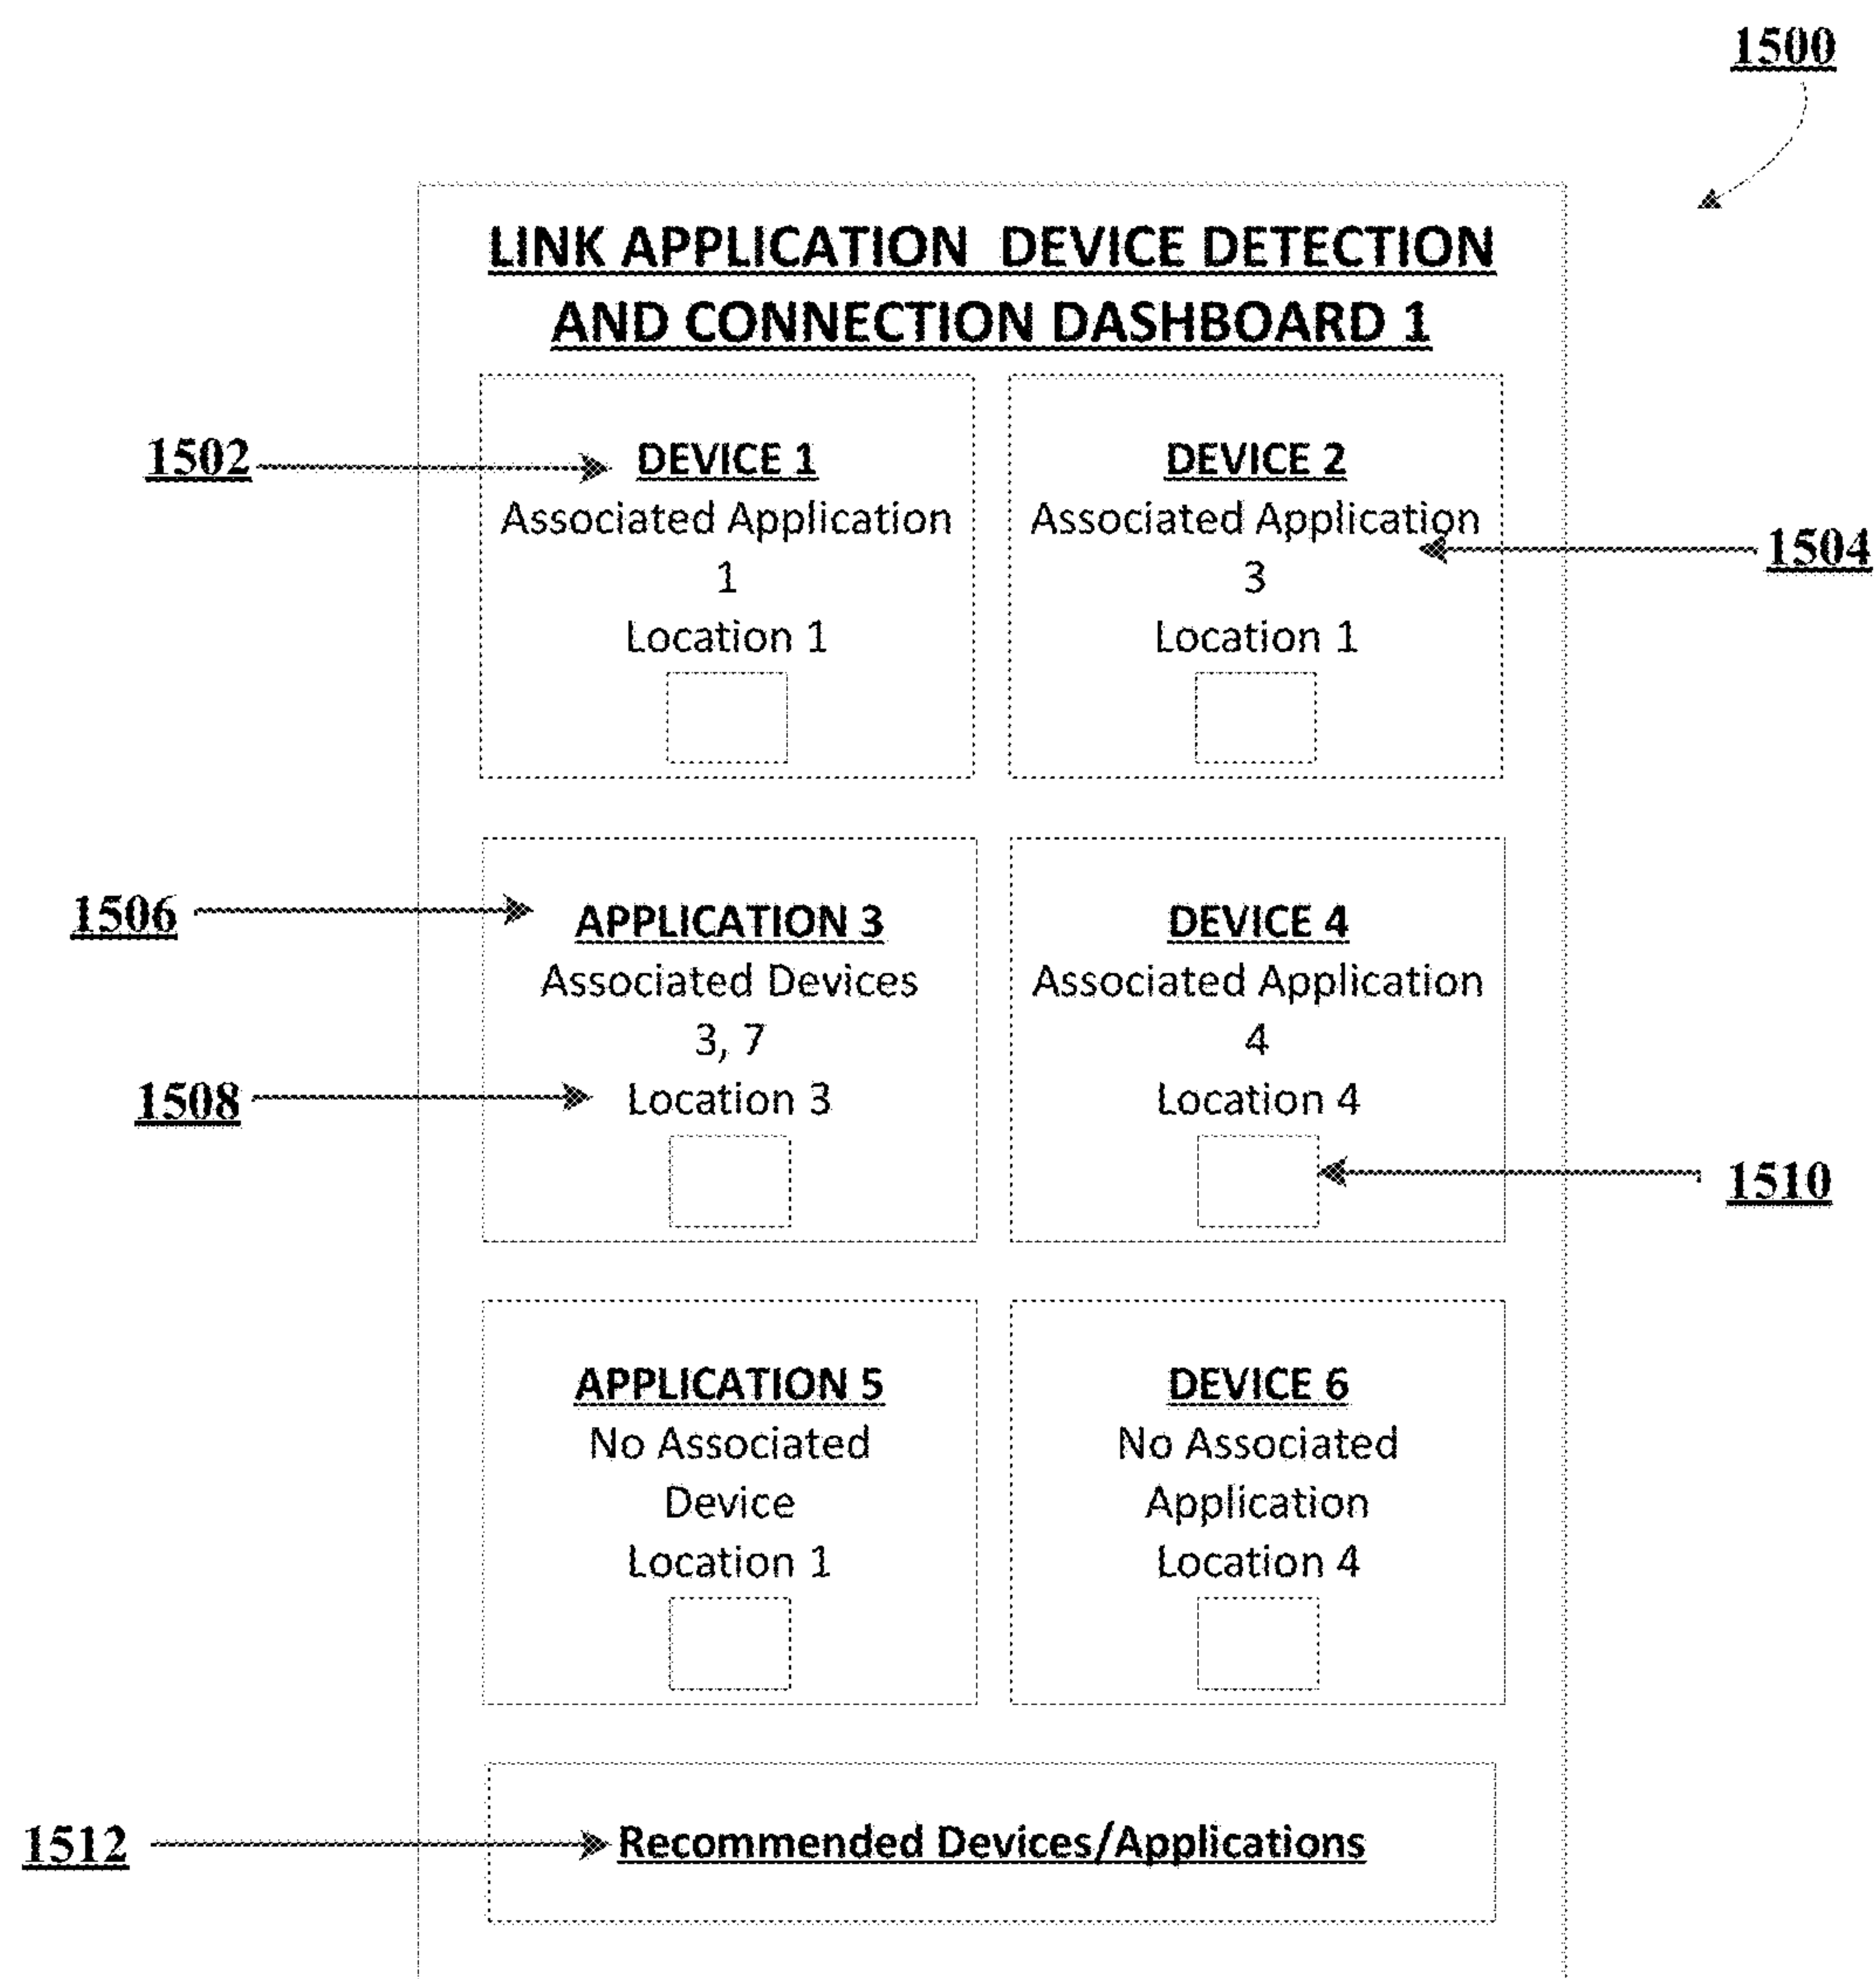 1500
LINK APPLICATION DEVICE DETECTION
AND CONNECTION DASHBOARD 1
1502
DEVICE 1
Associated Application
1
Location 1
DEVICE 2
Associated Application
3
Location 1
1504
1506
APPLICATION 3
Associated Devices
3, 7
1508
Location 3
DEVICE 4
Associated Application
4
Location 4
1510
APPLICATION 5
No Associated
Device
Location 1
DEVICE 6
No Associated
Application
Location 4
1512
Recommended Devices/Applications